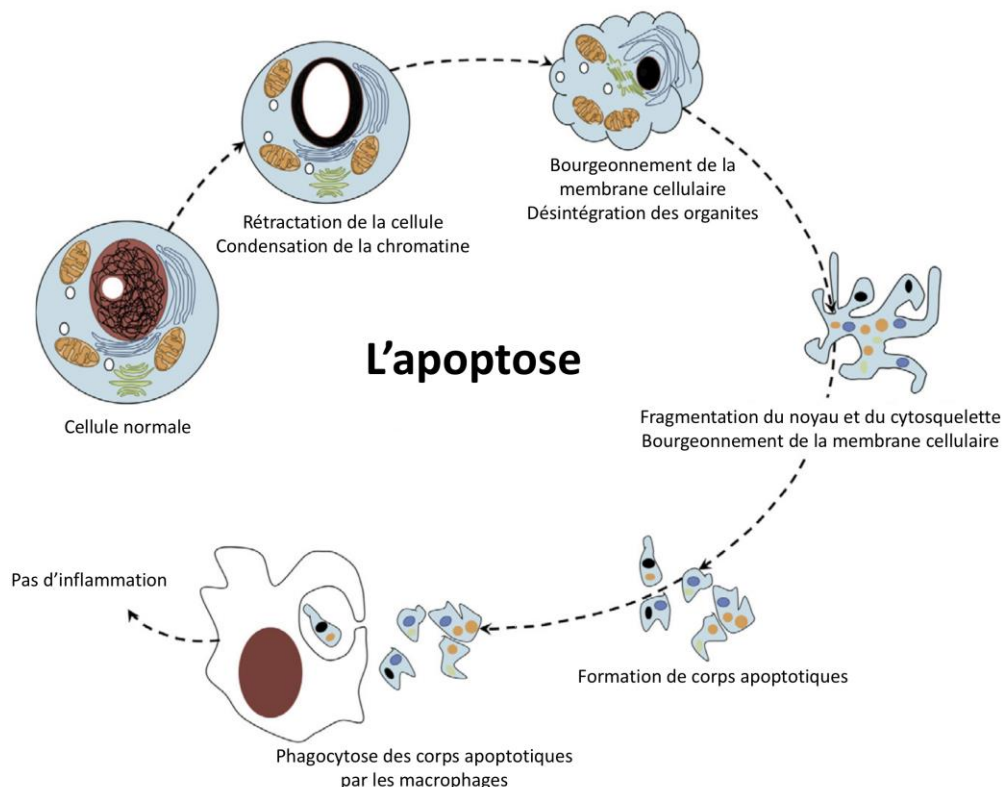 Bourgeonnement de la
membrane cellulaire
Désintégration des organites
Rétractation de la cellule
Condensation de la chromatine
L'apoptose
Cellule normale
Fragmentation du noyau et du cytosquelette
Bourgeonnement de la membrane cellulaire
Pas d'inflammation
Formation de corps apoptotiques
Phagocytose des corps apoptotiques
par les macrophages